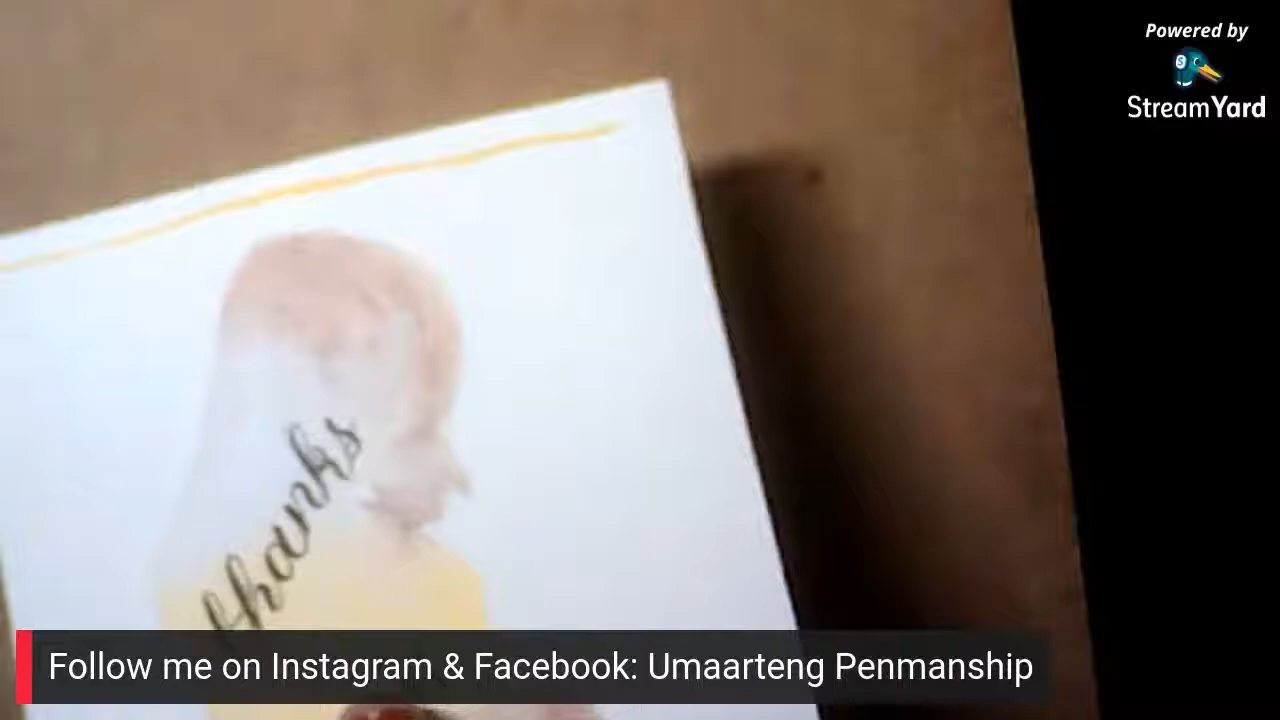 Powered by
StreamYard
thanks
Follow me on Instagram & Facebook: Umaarteng Penmanship